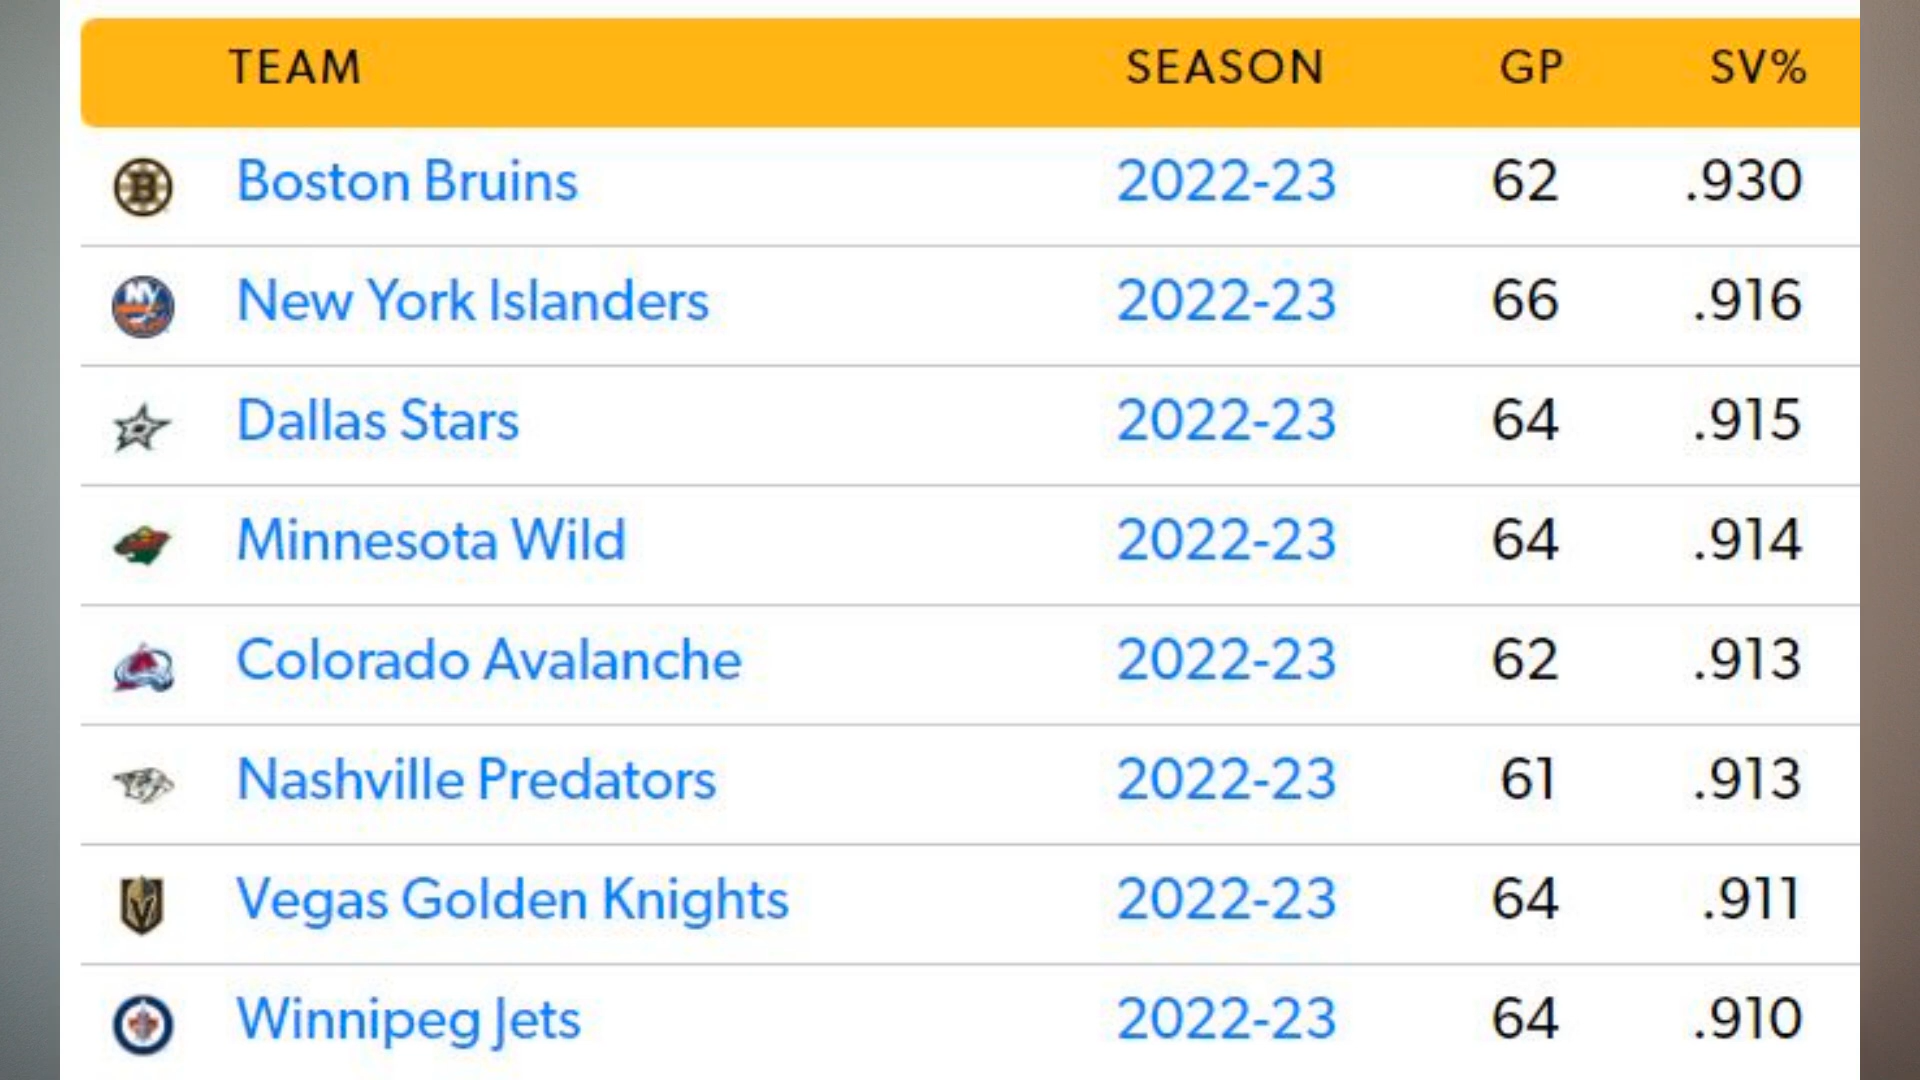 TEAM SEASON GP SV%
Boston Bruins 2022-23 62 .930
New York Islanders 2022-23 66 .916
Dallas Stars 2022-23 64 .915
Minnesota Wild 2022-23 64 .914
Colorado Avalanche 2022-23 62 .913
Nashville Predators 2022-23 61 .913
Vegas Golden Knights 2022-23 64 .911
Winnipeg Jets 2022-23 64 .910